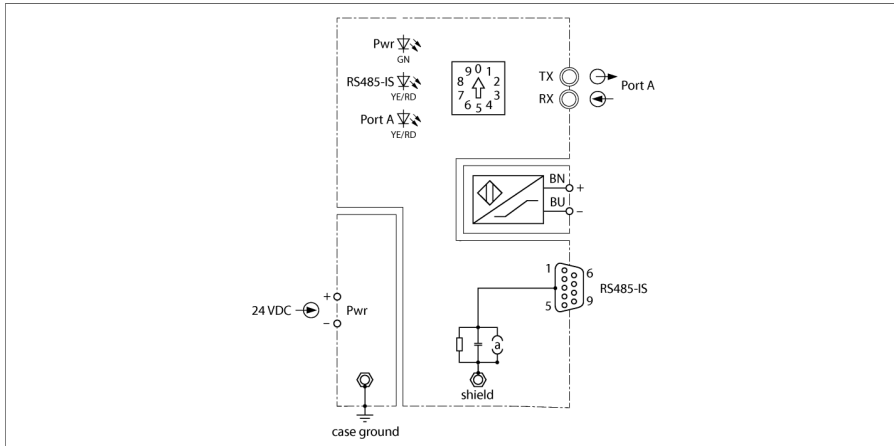 Pwr
GN
RS485-IS
YE/RD
Port A
YE/RD
9 0 1
8 2
7 3
6 5 4
TX
RX
Port A
BN +
BU –
1 6
5 9
RS485-IS
24 VDC
+
–
Pwr
a
shield
case ground